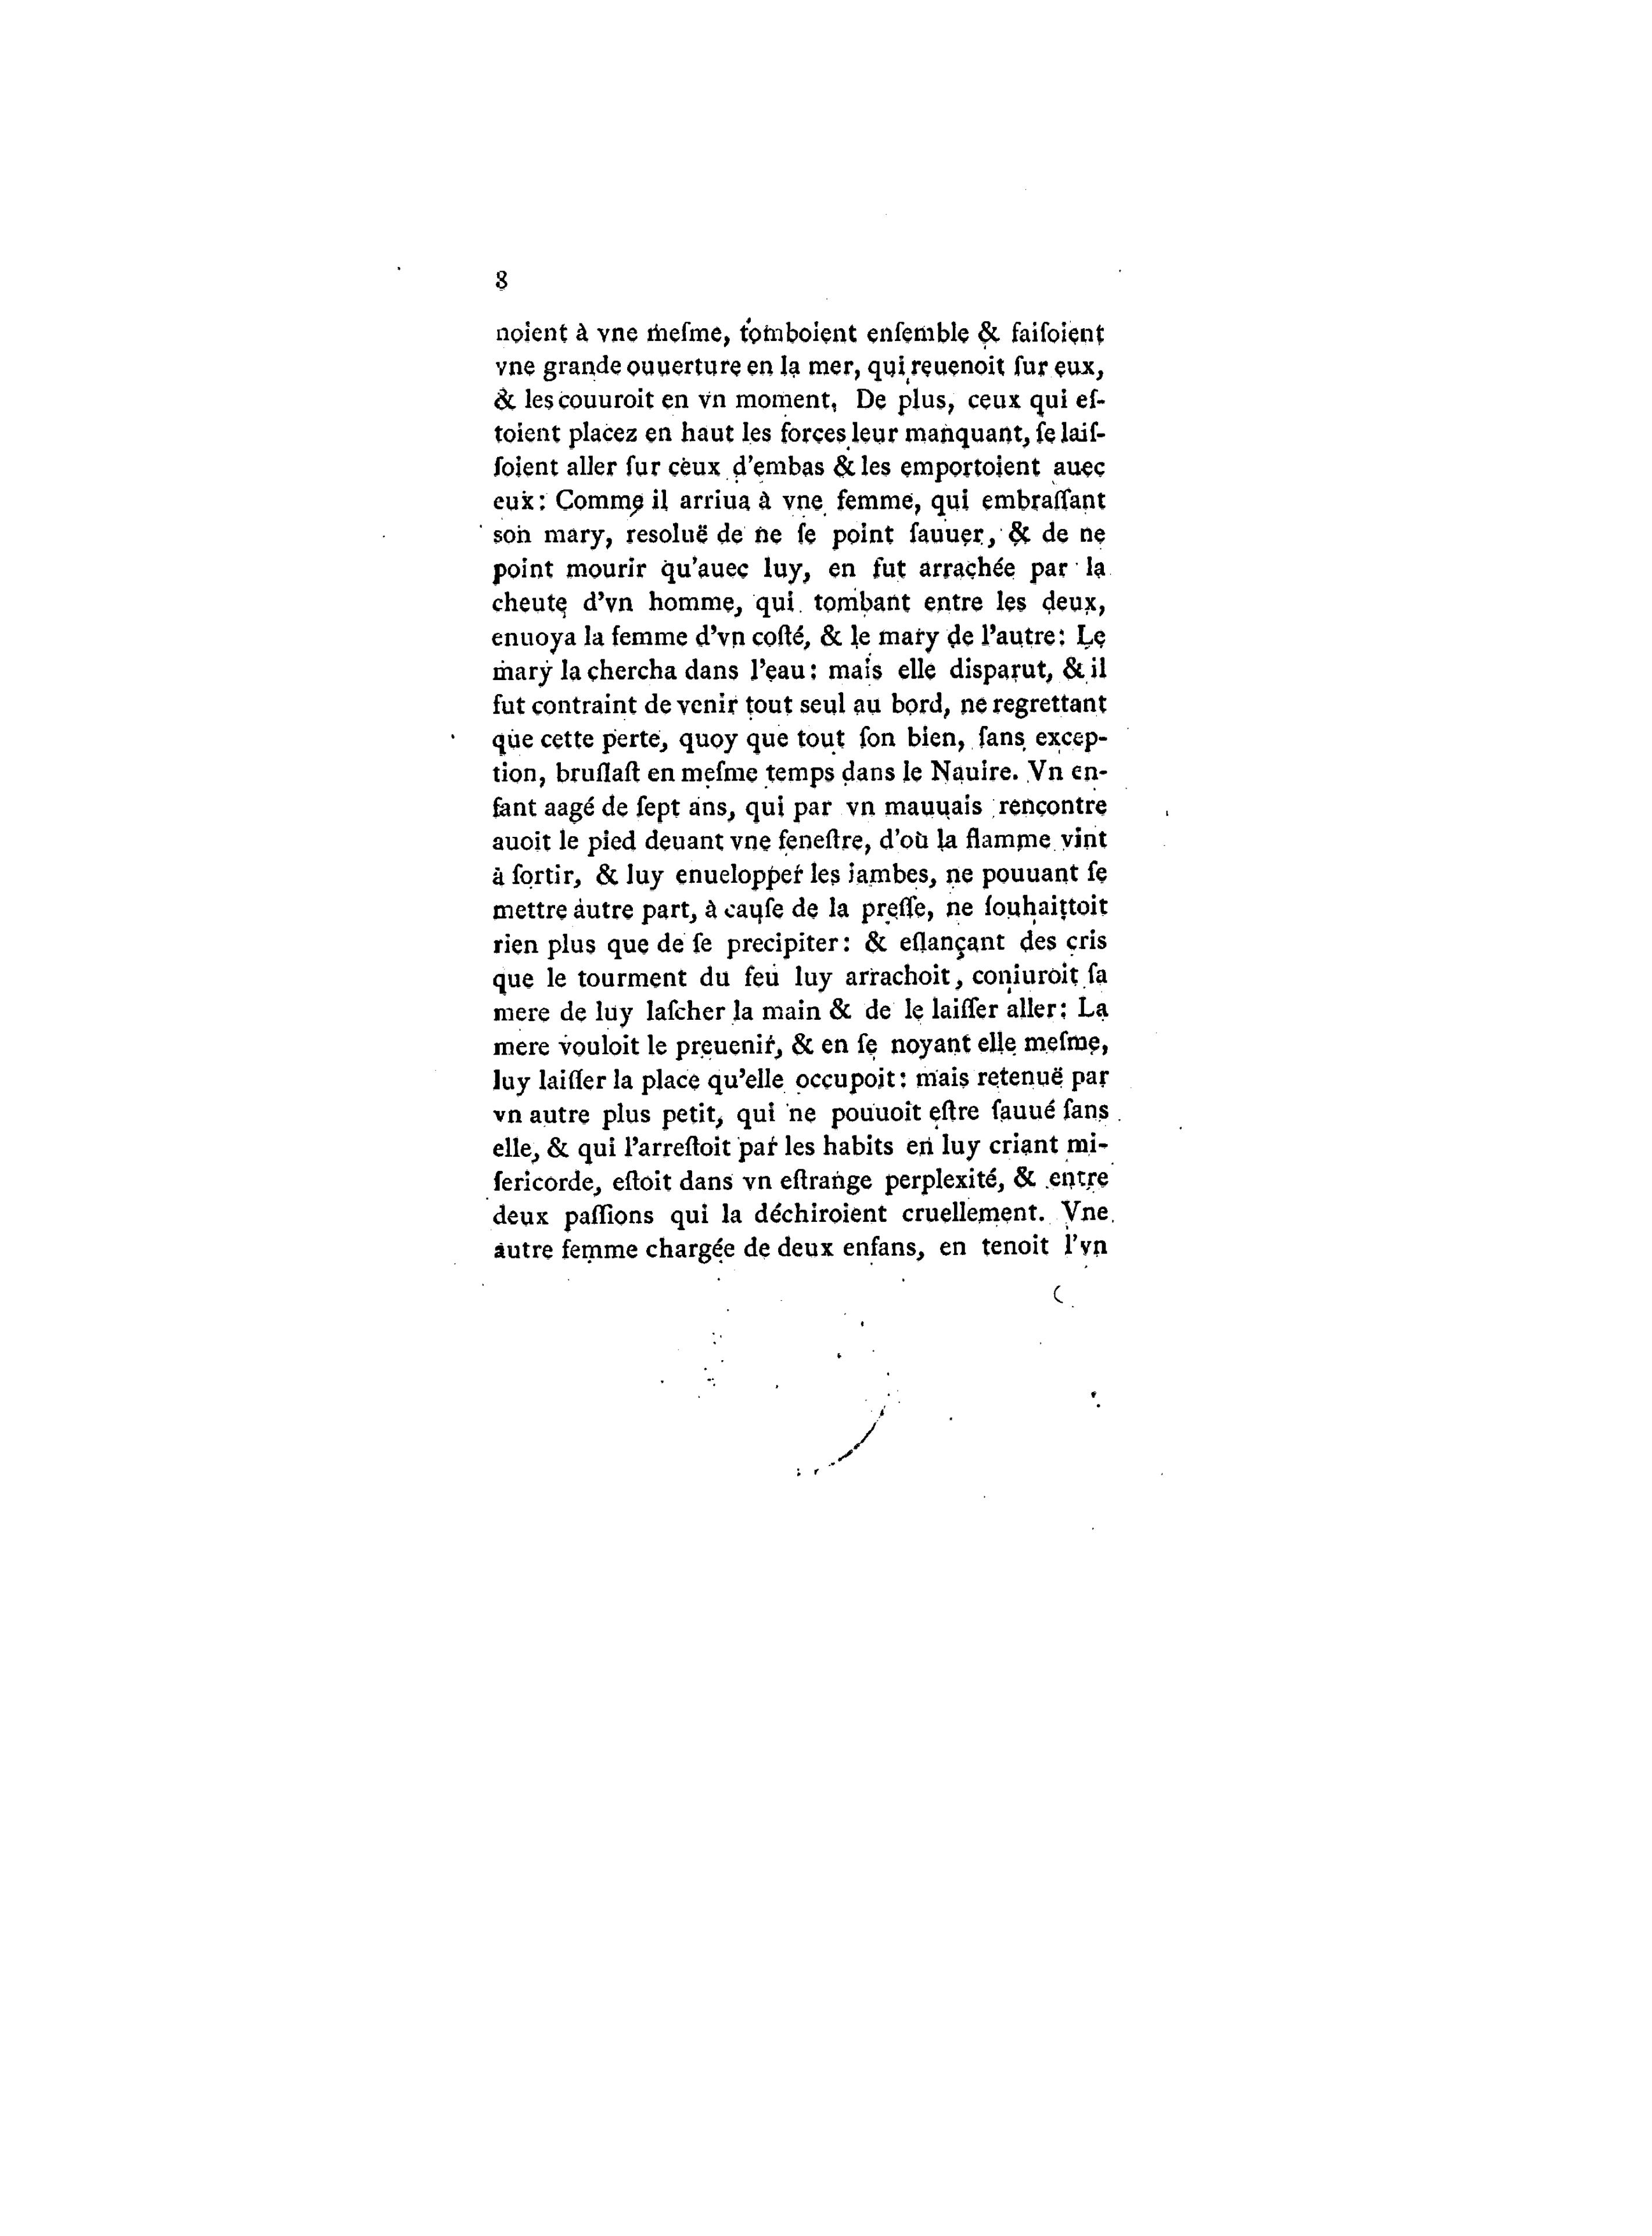 8
noient à vne meſme, tomboient enſemble & faiſoient
vne grande ouuerture en la mer, qui reuenoit ſur eux,
& les couuroit en vn moment, De plus, ceux qui eſ-
toient placez en haut les forces leur manquant, ſe laiſ-
ſoient aller ſur ceux d'embas & les emportoient auec
eux: Comme il arriua à vne femme, qui embraſſant
son mary, resoluë de ne ſe point ſauuer, & de ne
point mourir qu'auec luy, en fut arrachée par la
cheute d'vn homme, qui tombant entre les deux,
enuoya la femme d'vn coſté, & le mary de l'autre: Le
mary la chercha dans l'eau: mais elle disparut, & il
fut contraint de venir tout seul au bord, ne regrettant
que cette perte, quoy que tout ſon bien, ſans excep-
tion, bruſlaſt en meſme temps dans le Nauire. Vn en-
fant aagé de ſept ans, qui par vn mauuais rencontre
auoit le pied deuant vne feneſtre, d'où la flamme vint
à ſortir, & luy enuelopper les iambes, ne pouuant ſe
mettre autre part, à cauſe de la preſſe, ne ſouhaittoit
rien plus que de ſe precipiter: & eſlançant des cris
que le tourment du feu luy arrachoit, coniuroit ſa
mere de luy laſcher la main & de le laiſſer aller: La
mere vouloit le preuenir, & en ſe noyant elle meſme,
luy laiſſer la place qu'elle occupoit: mais retenuë par
vn autre plus petit, qui ne pouuoit eſtre ſauué ſans
elle, & qui l'arreſtoit par les habits en luy criant mi-
ſericorde, eſtoit dans vn eſtrange perplexité, & entre
deux paſſions qui la déchiroient cruellement. Vne
autre femme chargée de deux enfans, en tenoit l'vn